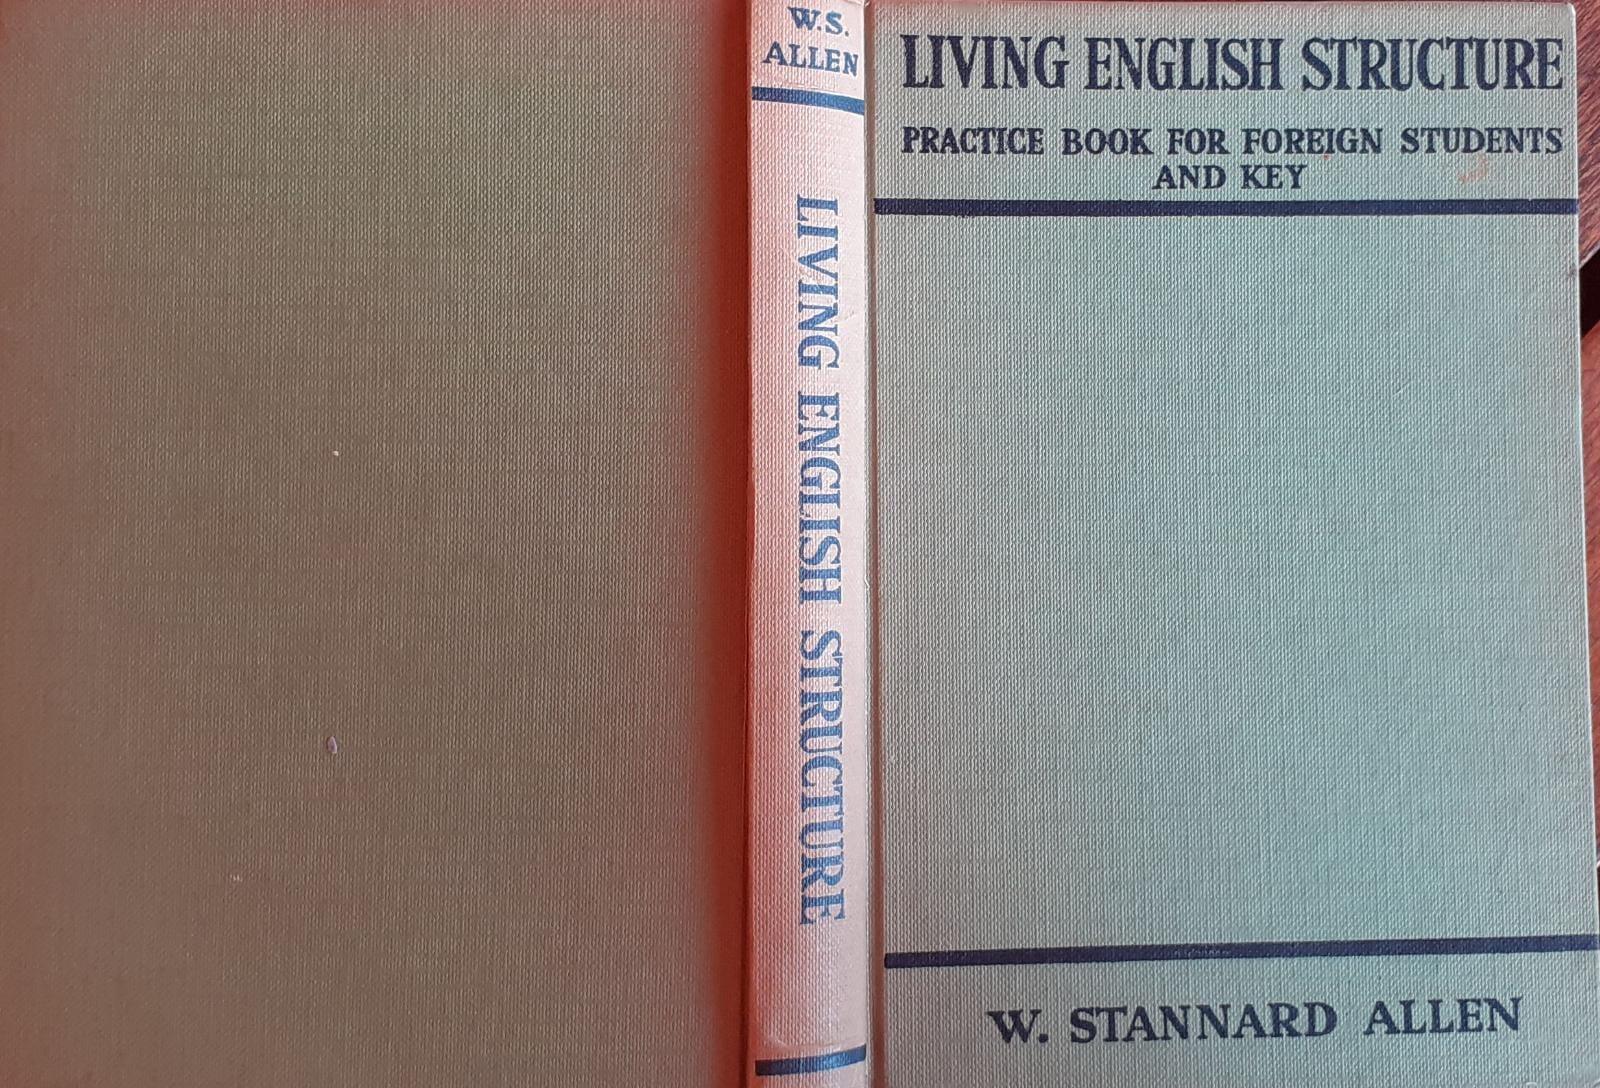 W.S.
ALLEN
LIVING ENGLISH STRUCTURE
LIVING ENGLISH STRUCTURE
PRACTICE BOOK FOR FOREIGN STUDENTS
AND KEY
W. STANNARD ALLEN